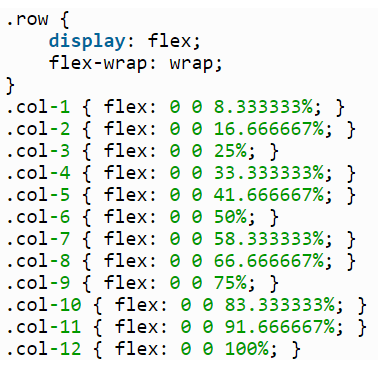 .row {
    display: flex;
    flex-wrap: wrap;
}
.col-1 { flex: 0 0 8.333333%; }
.col-2 { flex: 0 0 16.666667%; }
.col-3 { flex: 0 0 25%; }
.col-4 { flex: 0 0 33.333333%; }
.col-5 { flex: 0 0 41.666667%; }
.col-6 { flex: 0 0 50%; }
.col-7 { flex: 0 0 58.333333%; }
.col-8 { flex: 0 0 66.666667%; }
.col-9 { flex: 0 0 75%; }
.col-10 { flex: 0 0 83.333333%; }
.col-11 { flex: 0 0 91.666667%; }
.col-12 { flex: 0 0 100%; }